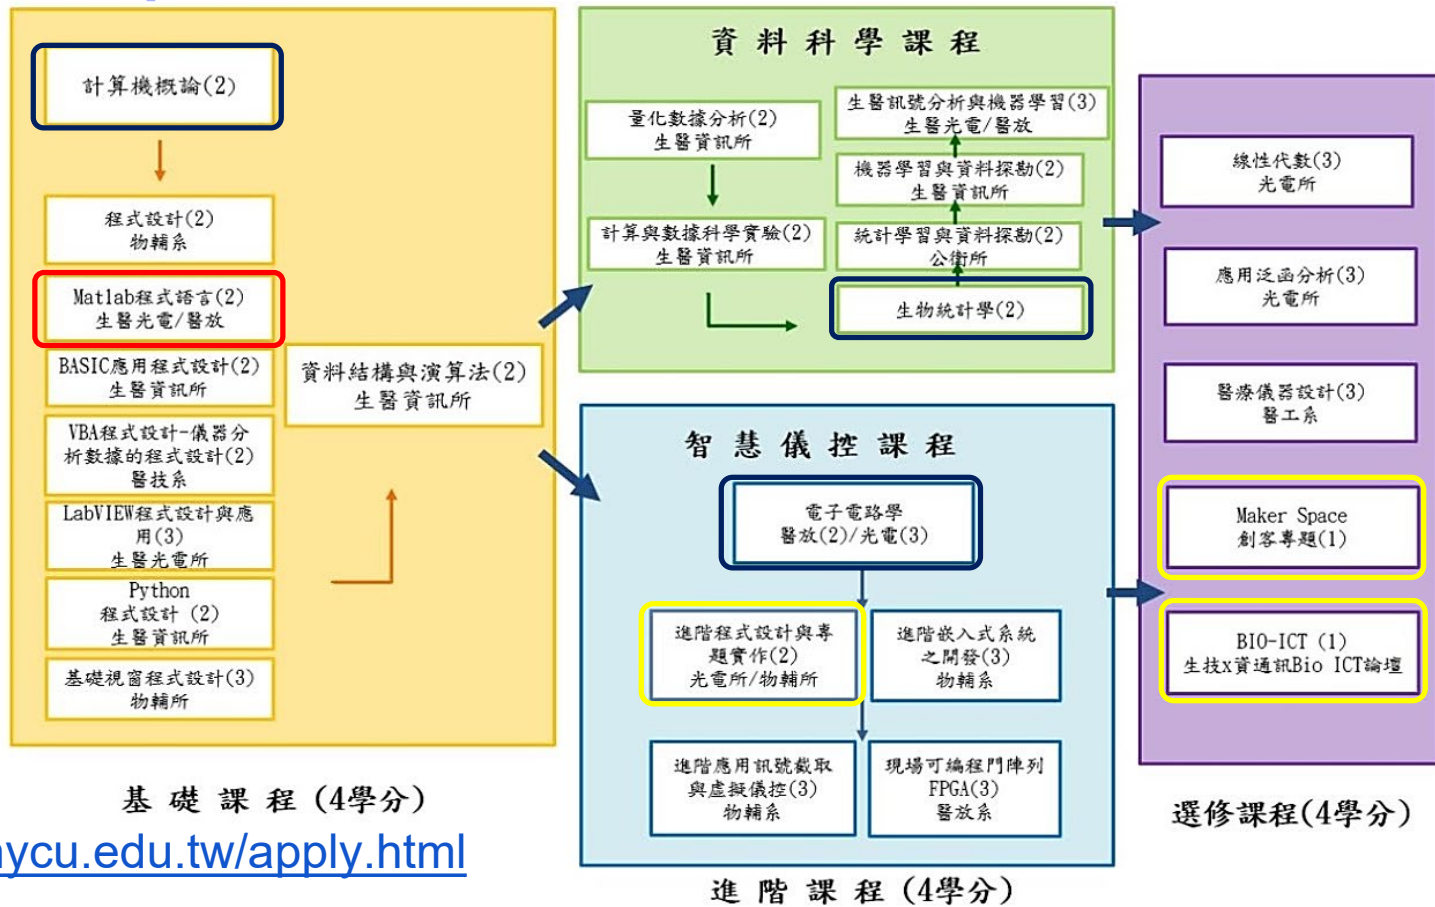 計算機概論(2)
程式設計(2)
物輔系
Matlab程式語言(2)
生醫光電/醫放
BASIC應用程式設計(2)
生醫資訊所
VBA程式設計-儀器分
析數據的程式設計(2)
醫技系
LabVIEW程式設計與應
用(3)
生醫光電所
Python
程式設計 (2)
生醫資訊所
基礎視窗程式設計(3)
物輔所
資料結構與演算法(2)
生醫資訊所
基礎課程(4學分)
nycu.edu.tw/apply.html
資料科學課程
量化數據分析(2)
生醫資訊所
計算與數據科學實驗(2)
生醫資訊所
生醫訊號分析與機器學習(3)
生醫光電/醫放
機器學習與資料探勘(2)
生醫資訊所
統計學習與資料探勘(2)
公衛所
生物統計學(2)
智慧儀控課程
電子電路學
醫放(2)/光電(3)
進階程式設計與專
題實作(2)
光電所/物輔所
進階嵌入式系統
之開發(3)
物輔系
進階應用訊號截取
與虛擬儀控(3)
物輔系
現場可編程門陣列
FPGA(3)
醫放系
進階課程(4學分)
線性代數(3)
光電所
應用泛函分析(3)
光電所
醫療儀器設計(3)
醫工系
Maker Space
創客專題(1)
BIO-ICT (1)
生技x資通訊Bio ICT論壇
選修課程(4學分)